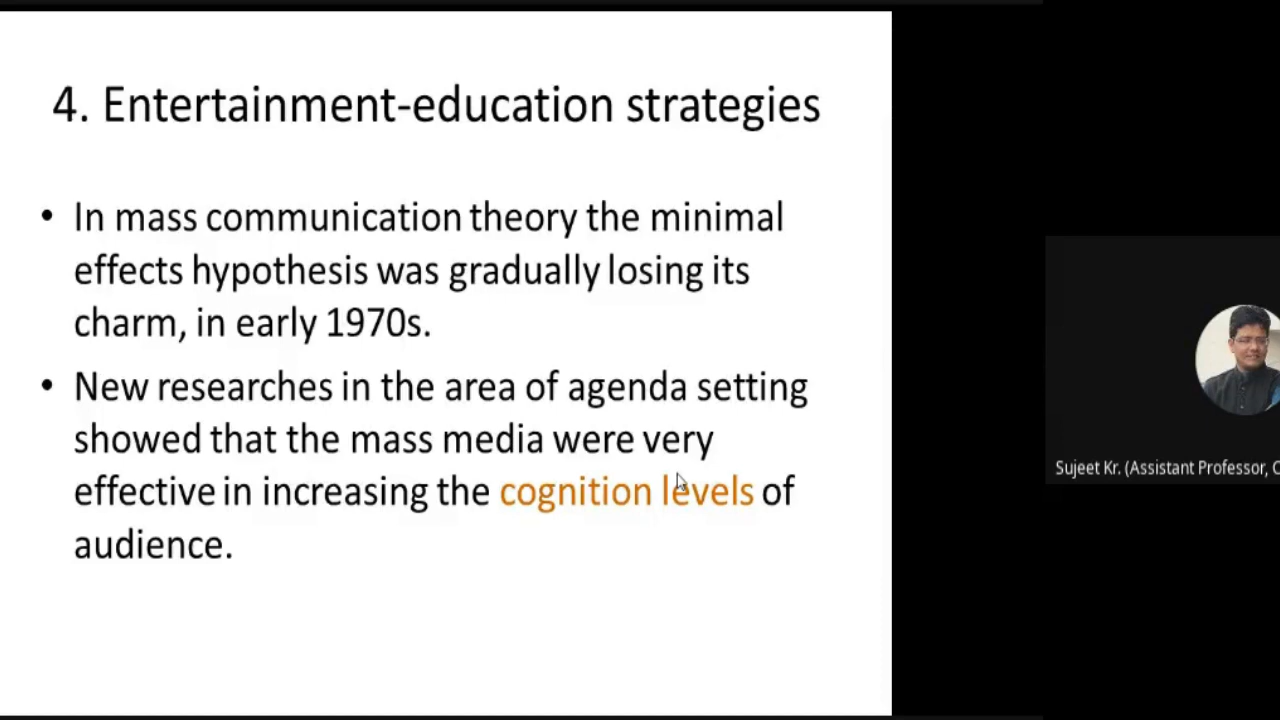 4. Entertainment-education strategies
• In mass communication theory the minimal
effects hypothesis was gradually losing its
charm, in early 1970s.
• New researches in the area of agenda setting
showed that the mass media were very
effective in increasing the cognition levels of
audience.
Sujeet Kr. (Assistant Professor, C